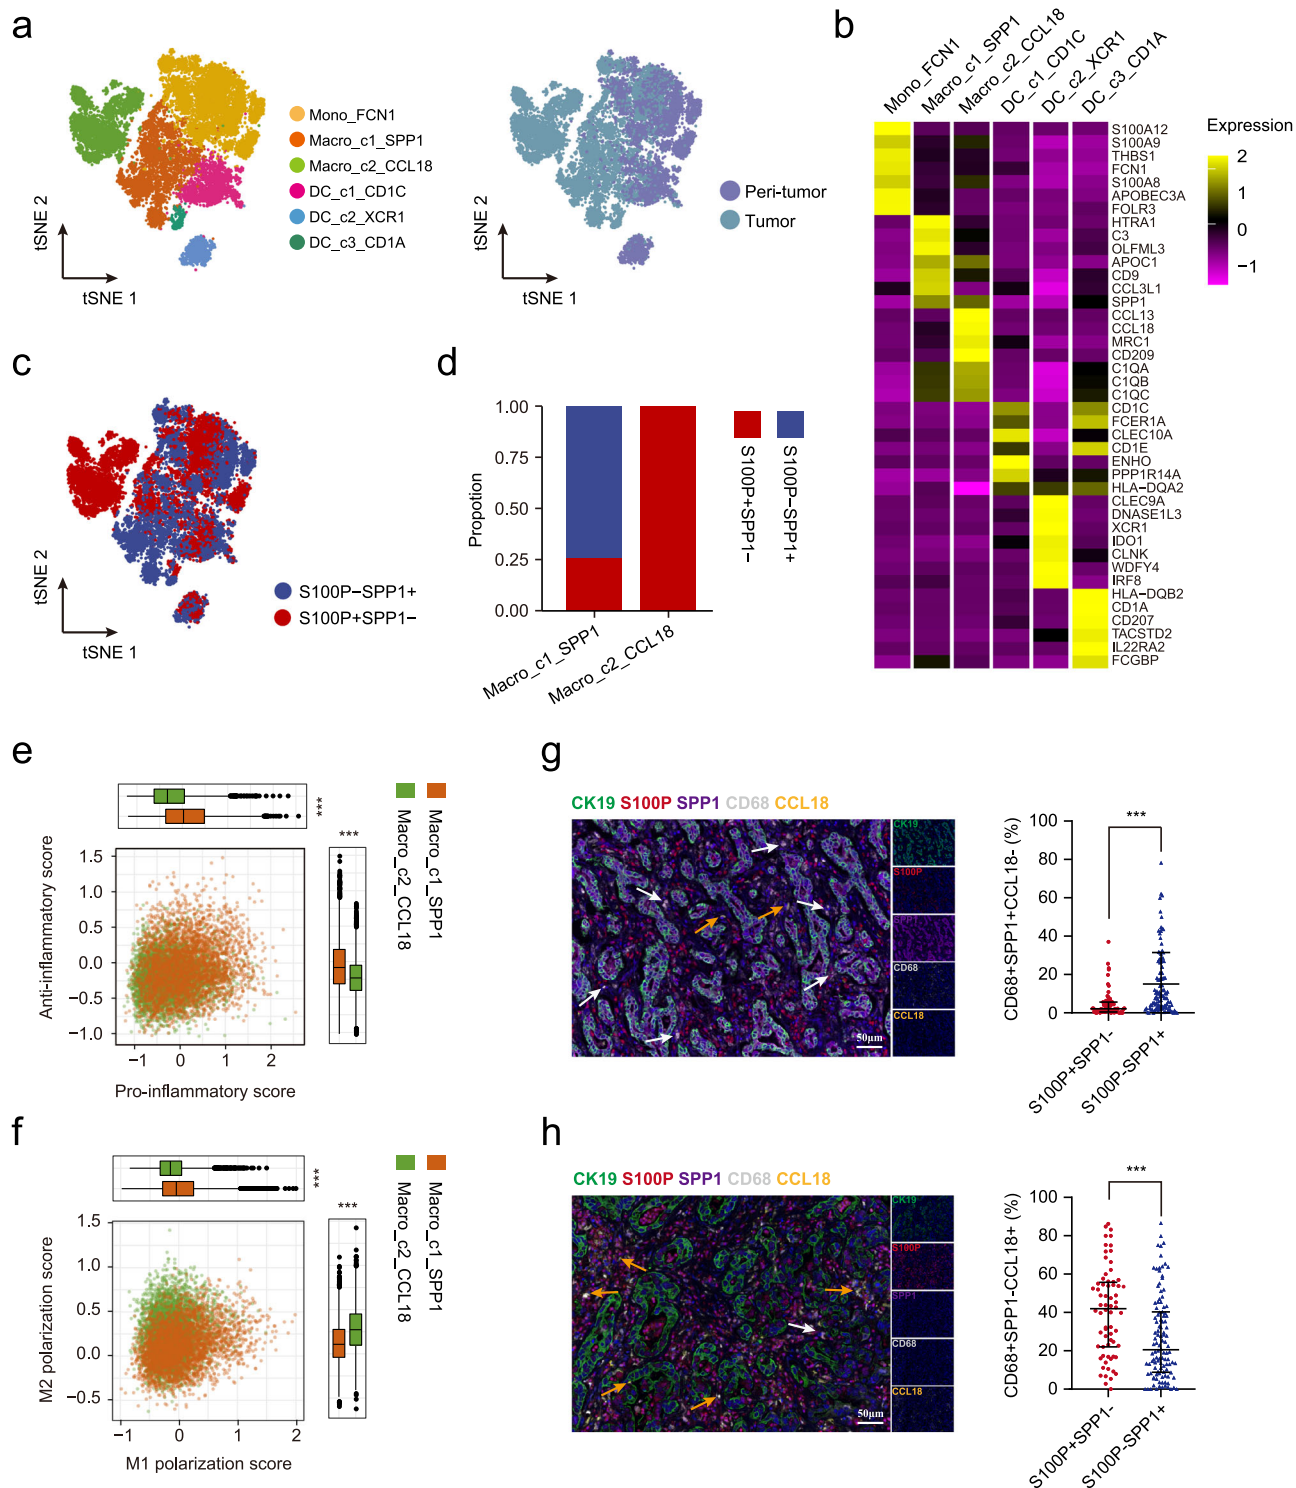 a
Mono_FCN1
Macro_c1_SPP1
Macro_c2_CCL18
DC_c1_CD1C
DC_c2_XCR1
DC_c3_CD1A
tSNE 2
tSNE 1
Peri-tumor
Tumor
tSNE 2
tSNE 1
b
Mono_FCN1
Macro_c1_SPP1
Macro_c2_CCL18
DC_c1_CD1C
DC_c2_XCR1
DC_c3_CD1A
S100A12
S100A9
THBS1
FCN1
S100A8
APOBEC3A
FOLR3
HTRA1
C3
OLFML3
APOC1
CD9
CCL3L1
SPP1
CCL13
CCL18
MRC1
CD209
C1QA
C1QB
C1QC
CD1C
FCER1A
CLEC10A
CD1E
ENHO
PPP1R14A
HLA−DQA2
CLEC9A
DNASE1L3
XCR1
IDO1
CLNK
WDFY4
IRF8
HLA−DQB2
CD1A
CD207
TACSTD2
IL22RA2
FCGBP
Expression
2
1
0
−1
c
S100P−SPP1+
S100P+SPP1−
tSNE 2
tSNE 1
d
Propotion
1.00
0.75
0.50
0.25
0.00
Macro_c1_SPP1
Macro_c2_CCL18
S100P+SPP1−
S100P−SPP1+
e
***
***
Macro_c2_CCL18
Macro_c1_SPP1
Anti-inflammatory score
1.5
1.0
0.5
0.0
−0.5
−1.0
−1 0 1 2
Pro-inflammatory score
f
***
***
Macro_c2_CCL18
Macro_c1_SPP1
M2 polarization score
1.5
1.0
0.5
0.0
−0.5
−1 0 1 2
M1 polarization score
g
CK19 S100P SPP1 CD68 CCL18
CK19
S100P
SPP1
CD68
CCL18
50μm
***
CD68+SPP1+CCL18- (%)
100
80
60
40
20
0
S100P+SPP1-
S100P-SPP1+
h
CK19 S100P SPP1 CD68 CCL18
CK19
S100P
SPP1
CD68
CCL18
50μm
***
CD68+SPP1-CCL18+ (%)
100
80
60
40
20
0
S100P+SPP1-
S100P-SPP1+